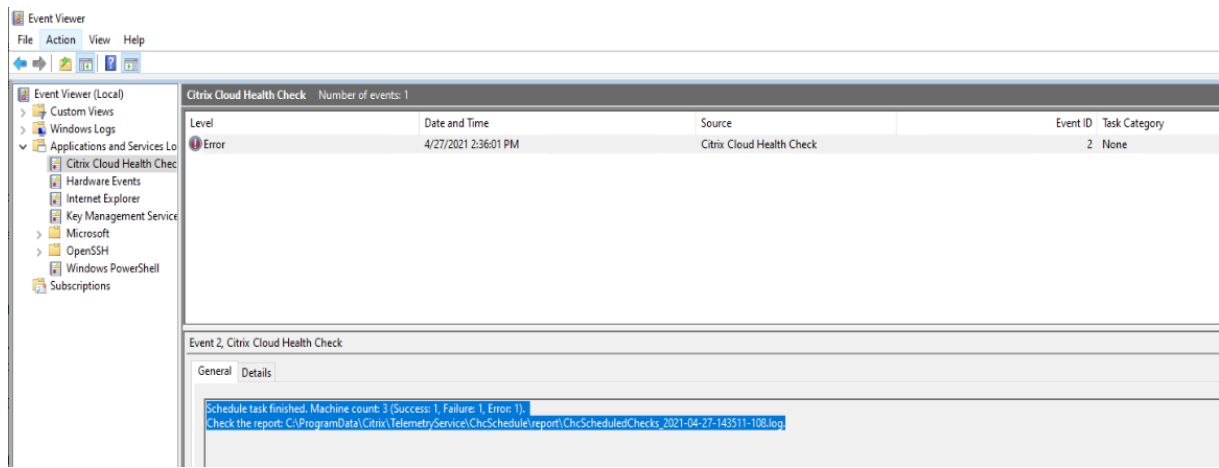 Event Viewer
File Action View Help
Event Viewer (Local)
Custom Views
Windows Logs
Applications and Services Lo
Citrix Cloud Health Chec
Hardware Events
Internet Explorer
Key Management Service
Microsoft
OpenSSH
Windows PowerShell
Subscriptions
Citrix Cloud Health Check Number of events: 1
Level Date and Time Source Event ID Task Category
Error 4/27/2021 2:36:01 PM Citrix Cloud Health Check 2 None
Event 2, Citrix Cloud Health Check
General Details
Schedule task finished. Machine count: 3 (Success: 1, Failure: 1, Error: 1).
Check the report: C:\ProgramData\Citrix\TelemetryService\ChcSchedule\report\ChcScheduledChecks_2021-04-27-143511-108.log.